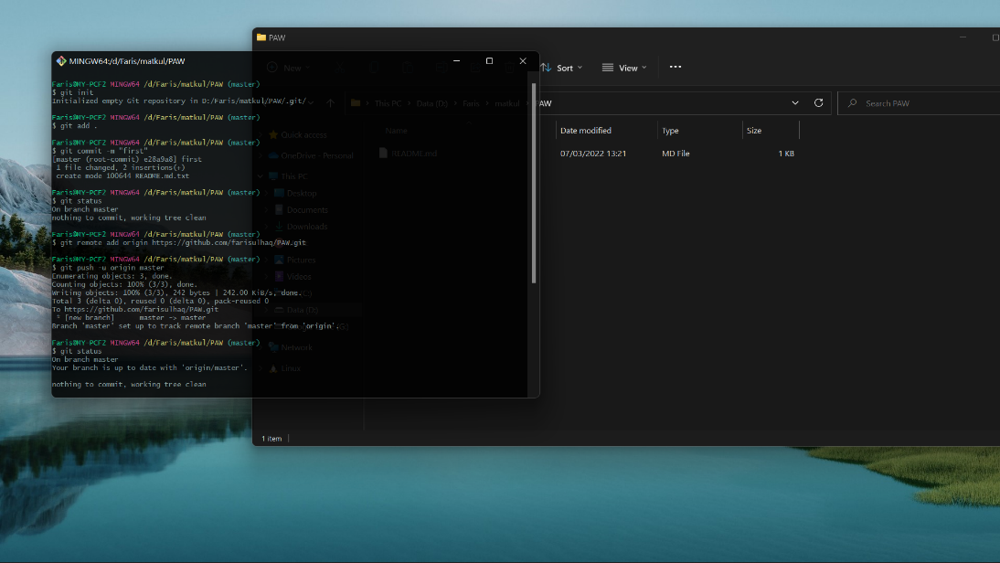 PAW
MINGW64:/d/Faris/matkul/PAW
New
Sort
View
This PC > Data (D:) > Faris > matkul > PAW
Search PAW
Name
Date modified
Type
Size
README.md
07/03/2022 13:21
MD File
1 KB
Quick access
OneDrive - Personal
This PC
Desktop
Documents
Downloads
Pictures
Videos
Network
Linux
1 item
Faris@MY-PCF2 MINGW64 /d/Faris/matkul/PAW (master)
$ git init
Initialized empty Git repository in D:/Faris/matkul/PAW/.git/
Faris@MY-PCF2 MINGW64 /d/Faris/matkul/PAW (master)
$ git add .
Faris@MY-PCF2 MINGW64 /d/Faris/matkul/PAW (master)
$ git commit -m "first"
[master (root-commit) e28a9a8] first
1 file changed, 2 insertions(+)
create mode 100644 README.md.txt
Faris@MY-PCF2 MINGW64 /d/Faris/matkul/PAW (master)
$ git status
On branch master
nothing to commit, working tree clean
Faris@MY-PCF2 MINGW64 /d/Faris/matkul/PAW (master)
$ git remote add origin https://github.com/farisulhaq/PAW.git
Faris@MY-PCF2 MINGW64 /d/Faris/matkul/PAW (master)
$ git push -u origin master
Enumerating objects: 3, done.
Counting objects: 100% (3/3), done.
Writing objects: 100% (3/3), 242 bytes | 242.00 KiB/s, done.
Total 3 (delta 0), reused 0 (delta 0), pack-reused 0
To https://github.com/farisulhaq/PAW.git
* [new branch]      master -> master
Branch 'master' set up to track remote branch 'master' from 'origin'.
Faris@MY-PCF2 MINGW64 /d/Faris/matkul/PAW (master)
$ git status
On branch master
Your branch is up to date with 'origin/master'.
nothing to commit, working tree clean